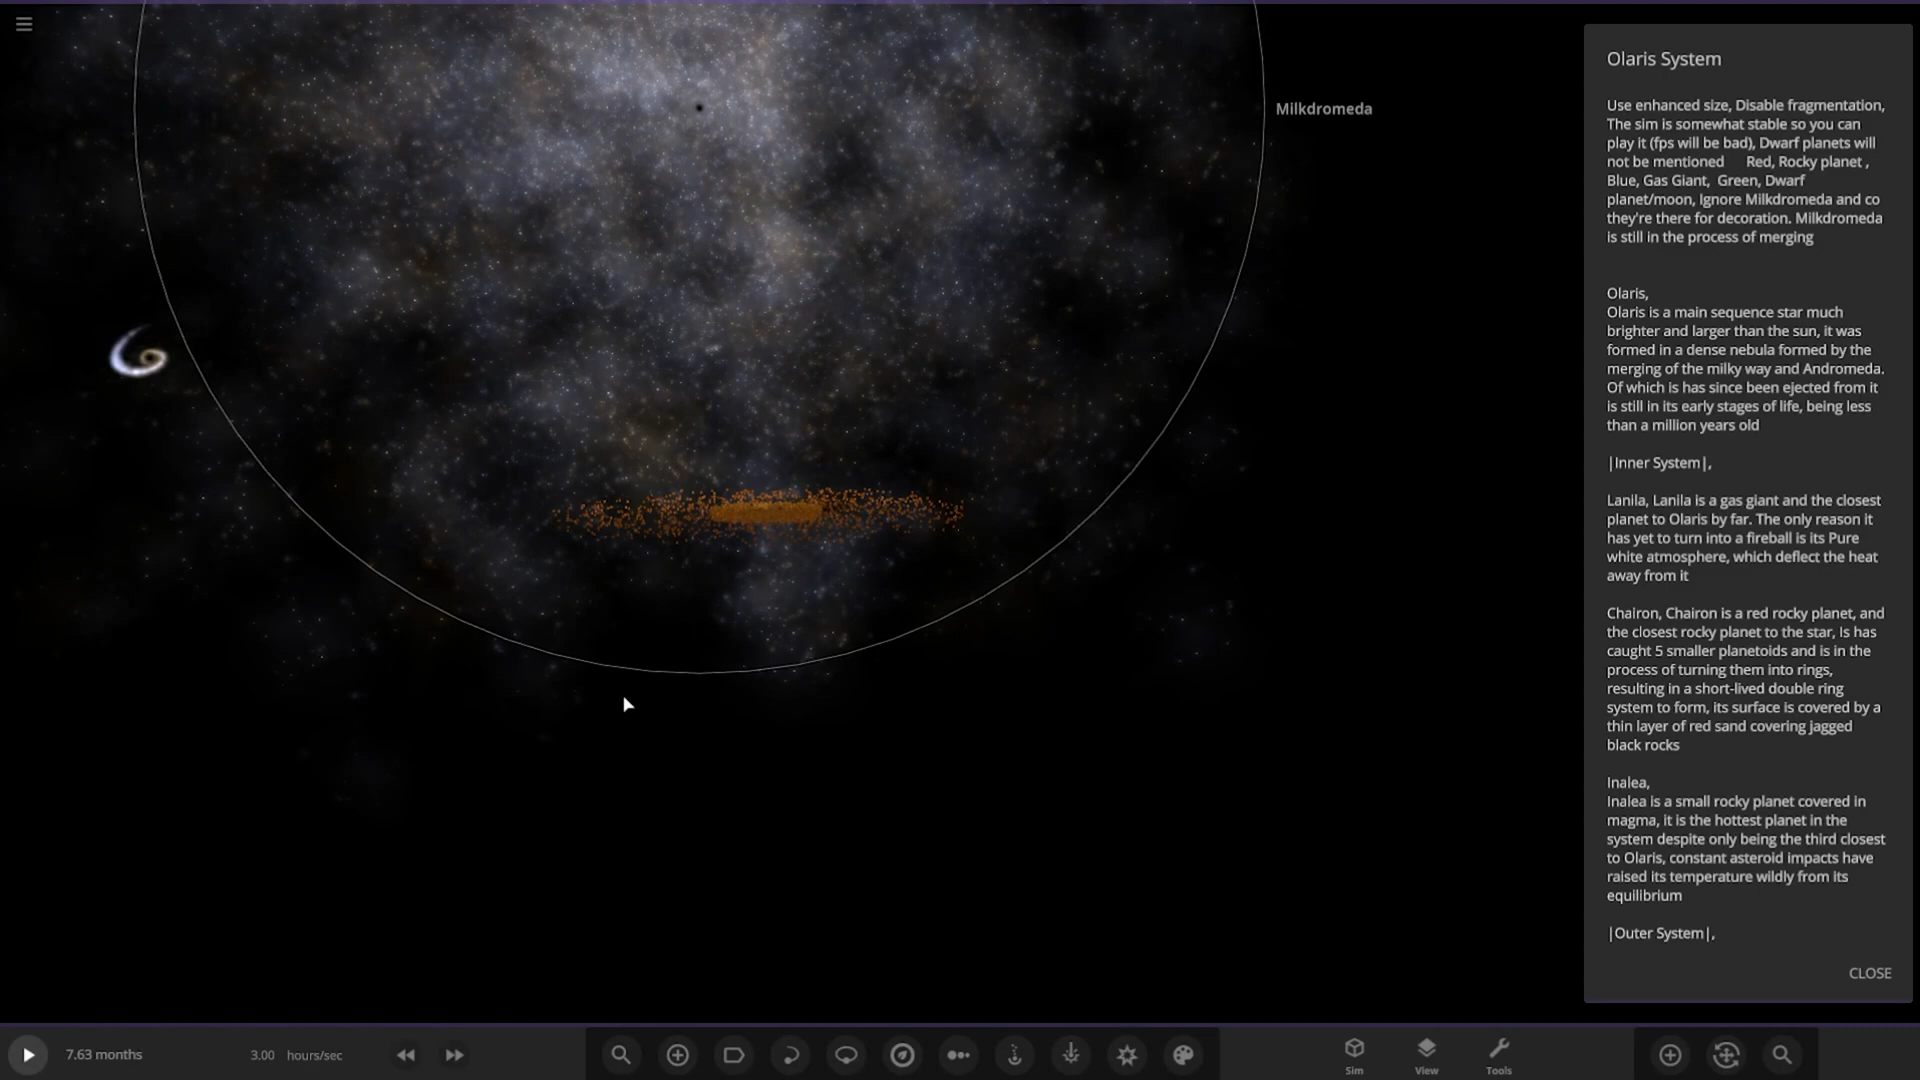 Olaris System
Use enhanced size, Disable fragmentation,
The sim is somewhat stable so you can
play it (fps will be bad), Dwarf planets will
not be mentioned Red, Rocky planet ,
Blue, Gas Giant, Green, Dwarf
planet/moon, Ignore Milkdromeda and co
they're there for decoration. Milkdromeda
is still in the process of merging
Olaris,
Olaris is a main sequence star much
brighter and larger than the sun, it was
formed in a dense nebula formed by the
merging of the milky way and Andromeda.
Of which is has since been ejected from it
is still in its early stages of life, being less
than a million years old
|Inner System|,
Lanila, Lanila is a gas giant and the closest
planet to Olaris by far. The only reason it
has yet to turn into a fireball is its Pure
white atmosphere, which deflect the heat
away from it
Chairon, Chairon is a red rocky planet, and
the closest rocky planet to the star, Is has
caught 5 smaller planetoids and is in the
process of turning them into rings,
resulting in a short-lived double ring
system to form, its surface is covered by a
thin layer of red sand covering jagged
black rocks
Inalea,
Inalea is a small rocky planet covered in
magma, it is the hottest planet in the
system despite only being the third closest
to Olaris, constant asteroid impacts have
raised its temperature wildly from its
equilibrium
|Outer System|,
CLOSE
Milkdromeda
7.63 months
3.00 hours/sec
Sim
View
Tools